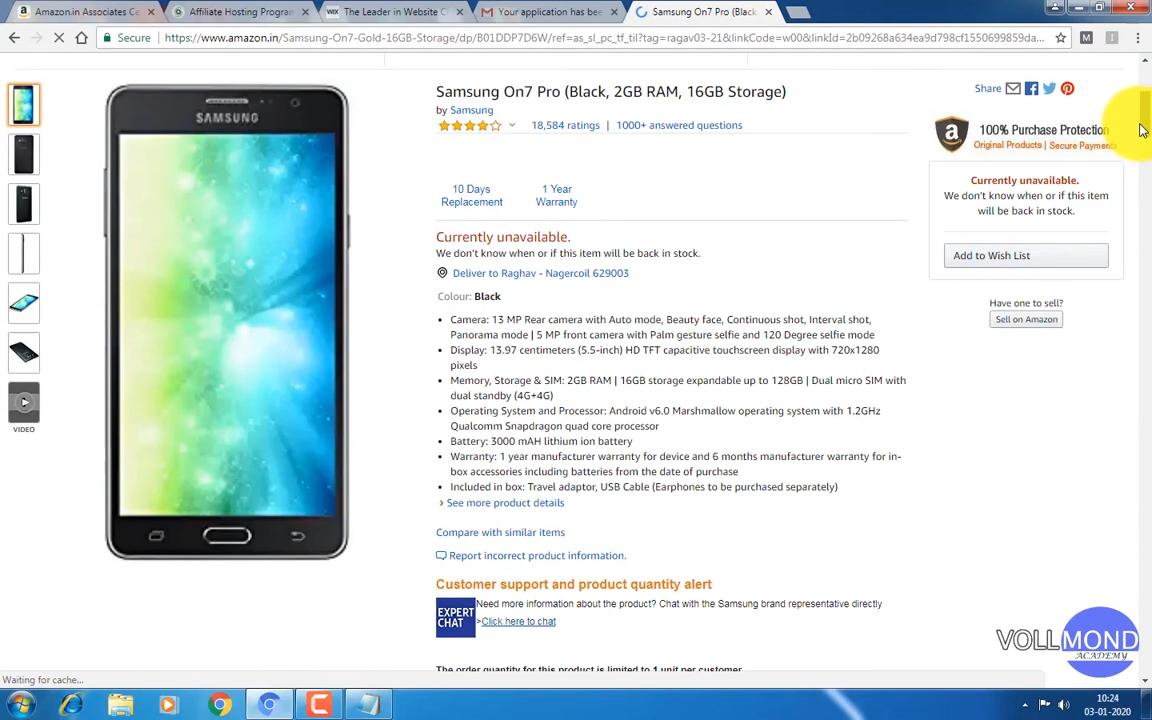 Amazon.in Associates Ce
Affiliate Hosting Program
The Leader in Website C
Your application has bee
Samsung On7 Pro (Black
Secure
https://www.amazon.in/Samsung-On7-Gold-16GB-Storage/dp/B01DDP7D6W/ref=as_sl_pc_tf_til?tag=ragav03-21&linkCode=w00&linkId=2b09268a634ea9d798cf1550699859da...
SAMSUNG
VIDEO
Samsung On7 Pro (Black, 2GB RAM, 16GB Storage)
by Samsung
18,584 ratings | 1000+ answered questions
10 Days
Replacement
1 Year
Warranty
Currently unavailable.
We don't know when or if this item will be back in stock.
Deliver to Raghav - Nagercoil 629003
Colour: Black
• Camera: 13 MP Rear camera with Auto mode, Beauty face, Continuous shot, Interval shot,
Panorama mode | 5 MP front camera with Palm gesture selfie and 120 Degree selfie mode
• Display: 13.97 centimeters (5.5-inch) HD TFT capacitive touchscreen display with 720x1280
pixels
• Memory, Storage & SIM: 2GB RAM | 16GB storage expandable up to 128GB | Dual micro SIM with
dual standby (4G+4G)
• Operating System and Processor: Android v6.0 Marshmallow operating system with 1.2GHz
Qualcomm Snapdragon quad core processor
• Battery: 3000 mAH lithium ion battery
• Warranty: 1 year manufacturer warranty for device and 6 months manufacturer warranty for in-
box accessories including batteries from the date of purchase
• Included in box: Travel adaptor, USB Cable (Earphones to be purchased separately)
› See more product details
Compare with similar items
Report incorrect product information.
Customer support and product quantity alert
EXPERT
CHAT
Need more information about the product? Chat with the Samsung brand representative directly
>Click here to chat
The order quantity for this product is limited to 1 unit per customer
Share
100% Purchase Protection
Original Products | Secure Payments
Currently unavailable.
We don't know when or if this item
will be back in stock.
Add to Wish List
Have one to sell?
Sell on Amazon
VOLLMOND
ACADEMY
Waiting for cache...
10:24
03-01-2020